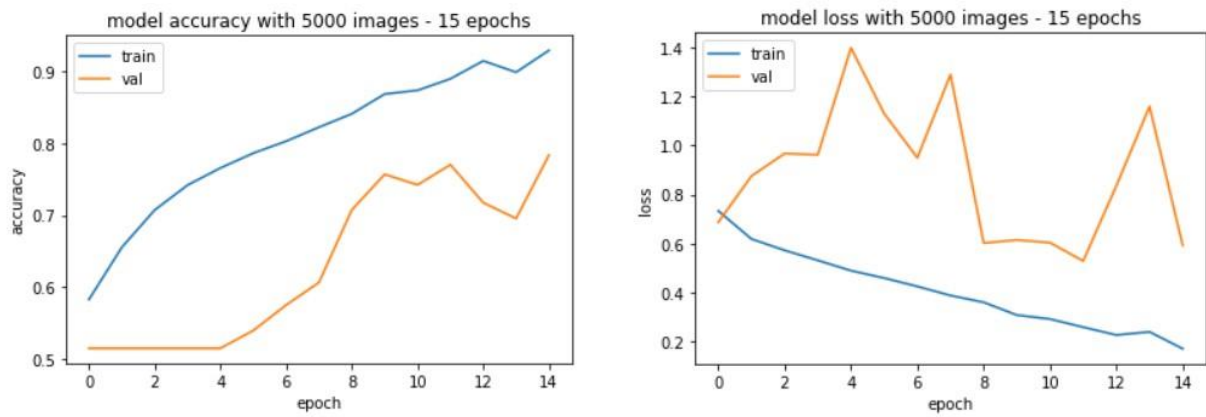 model accuracy with 5000 images - 15 epochs
train
val
accuracy
0.9
0.8
0.7
0.6
0.5
0 2 4 6 8 10 12 14
epoch
model loss with 5000 images - 15 epochs
train
val
loss
1.4
1.2
1.0
0.8
0.6
0.4
0.2
0 2 4 6 8 10 12 14
epoch